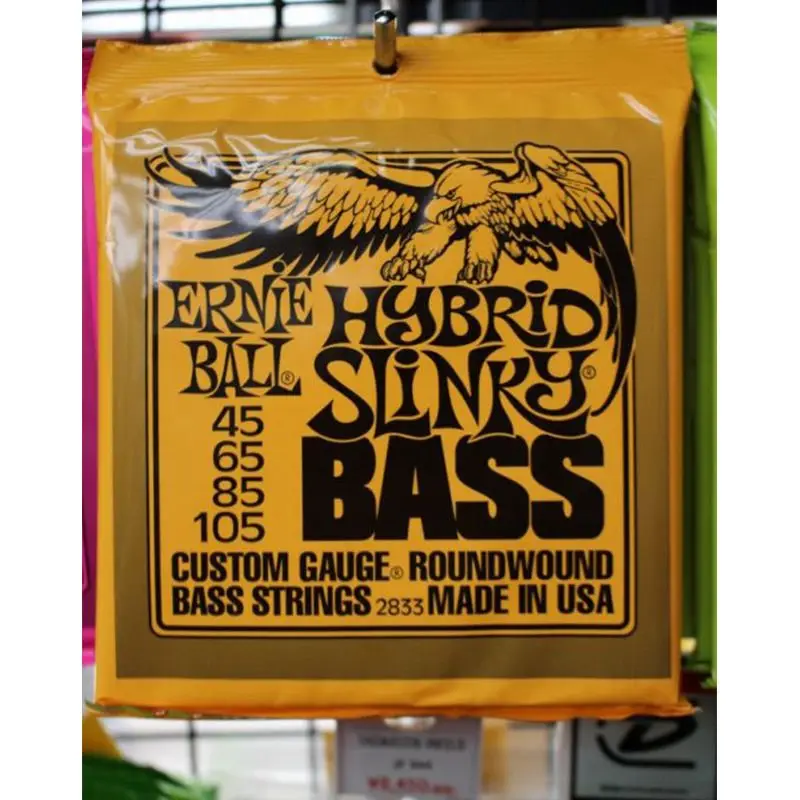 ERNiE
BALL®
HYBRiD
SLiNKY®
BASS
45
65
85
105
CUSTOM GAUGE® ROUNDWOUND
BASS STRINGS 2833 MADE IN USA